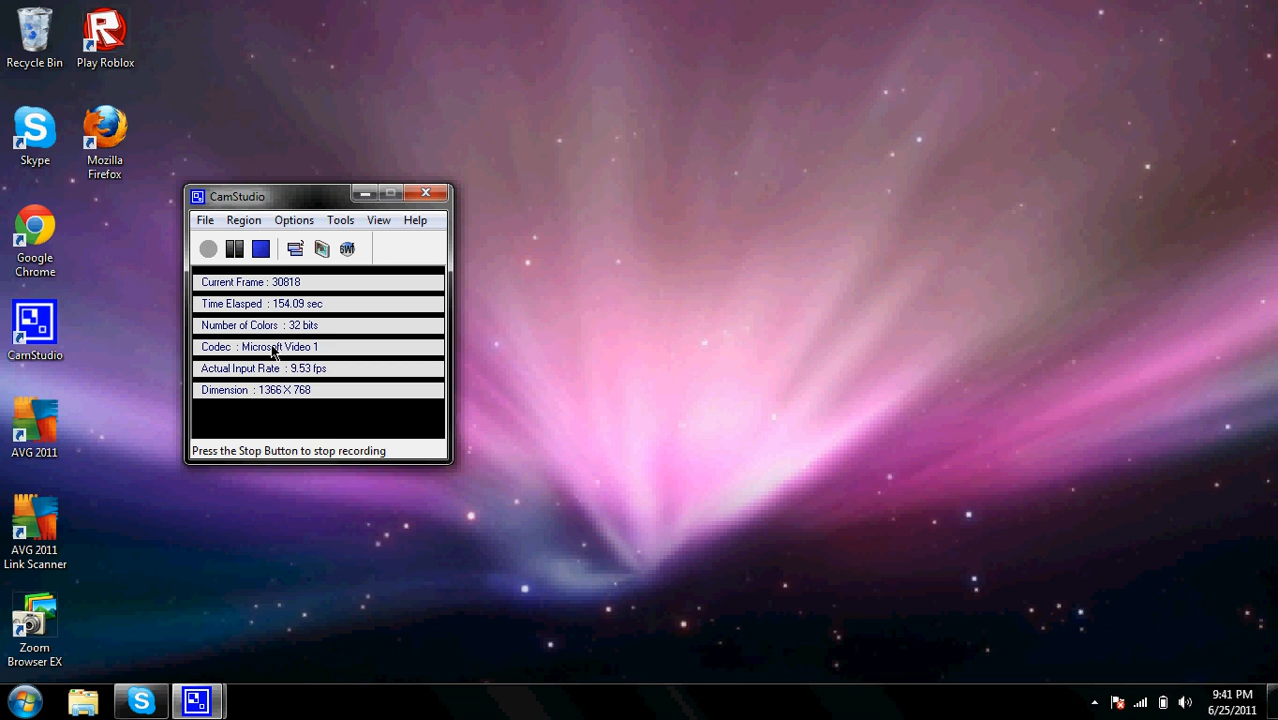 Recycle Bin
Play Roblox
Skype
Mozilla
Firefox
Google
Chrome
CamStudio
AVG 2011
AVG 2011
Link Scanner
Zoom
Browser EX
CamStudio
File Region Options Tools View Help
Current Frame : 30818
Time Elasped : 154.09 sec
Number of Colors : 32 bits
Codec : Microsoft Video 1
Actual Input Rate : 9.53 fps
Dimension : 1366 X 768
Press the Stop Button to stop recording
9:41 PM
6/25/2011